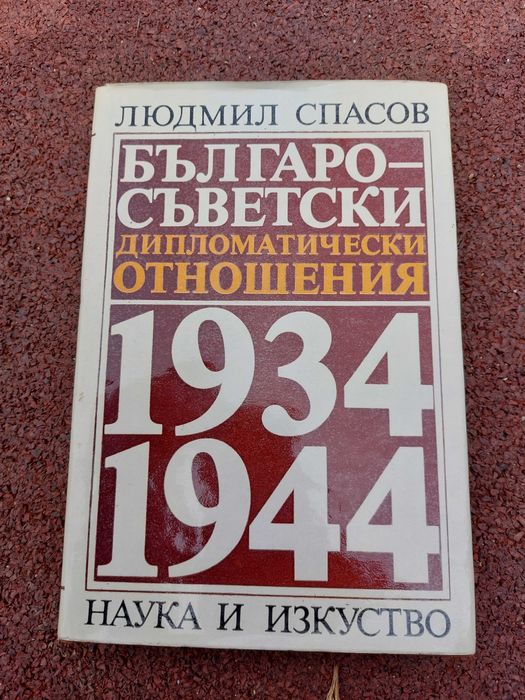 ЛЮДМИЛ СПАСОВ
БЪЛГАРО–
СЪВЕТСКИ
ДИПЛОМАТИЧЕСКИ
ОТНОШЕНИЯ
1934
1944
НАУКА И ИЗКУСТВО